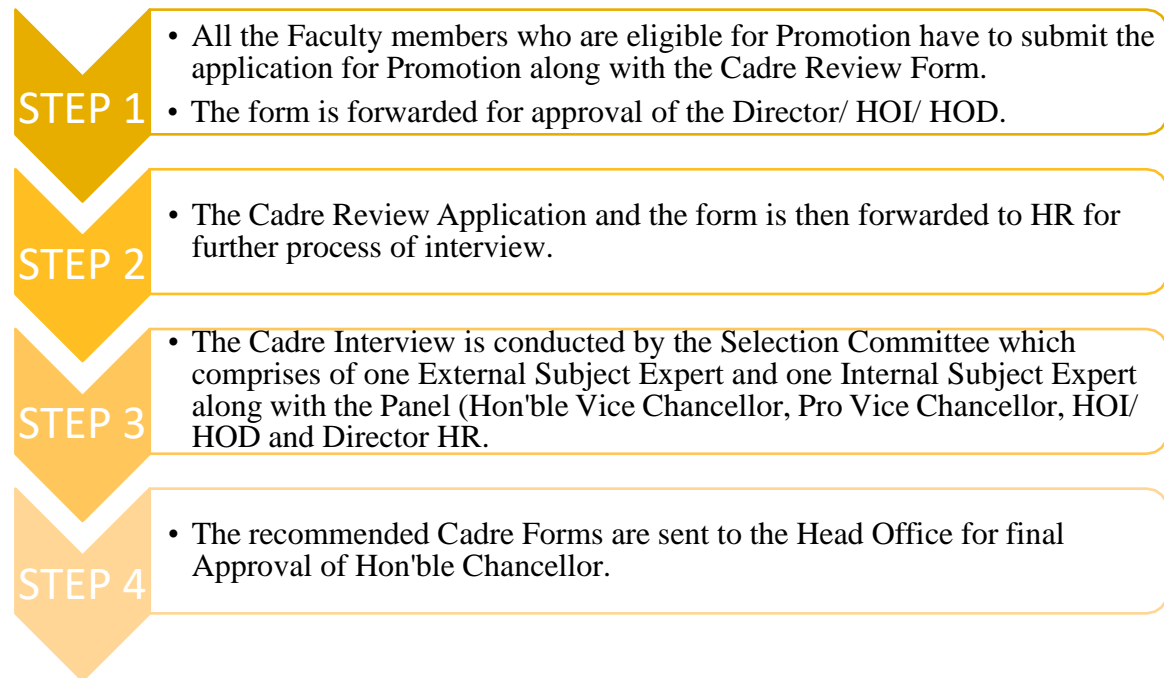 STEP 1
• All the Faculty members who are eligible for Promotion have to submit the
application for Promotion along with the Cadre Review Form.
• The form is forwarded for approval of the Director/ HOI/ HOD.
STEP 2
• The Cadre Review Application and the form is then forwarded to HR for
further process of interview.
STEP 3
• The Cadre Interview is conducted by the Selection Committee which
comprises of one External Subject Expert and one Internal Subject Expert
along with the Panel (Hon'ble Vice Chancellor, Pro Vice Chancellor, HOI/
HOD and Director HR.
STEP 4
• The recommended Cadre Forms are sent to the Head Office for final
Approval of Hon'ble Chancellor.